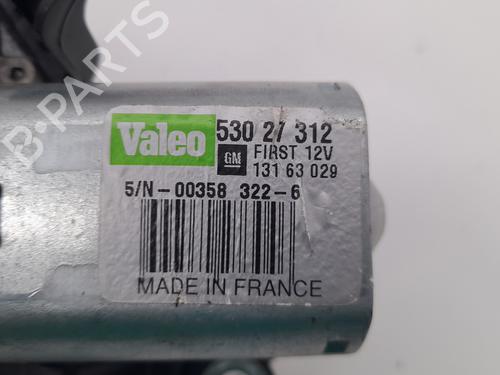 B-PARTS
Valeo
530 27 312
GM
FIRST 12V
131 63 029
S/N-00358 322-6
MADE IN FRANCE